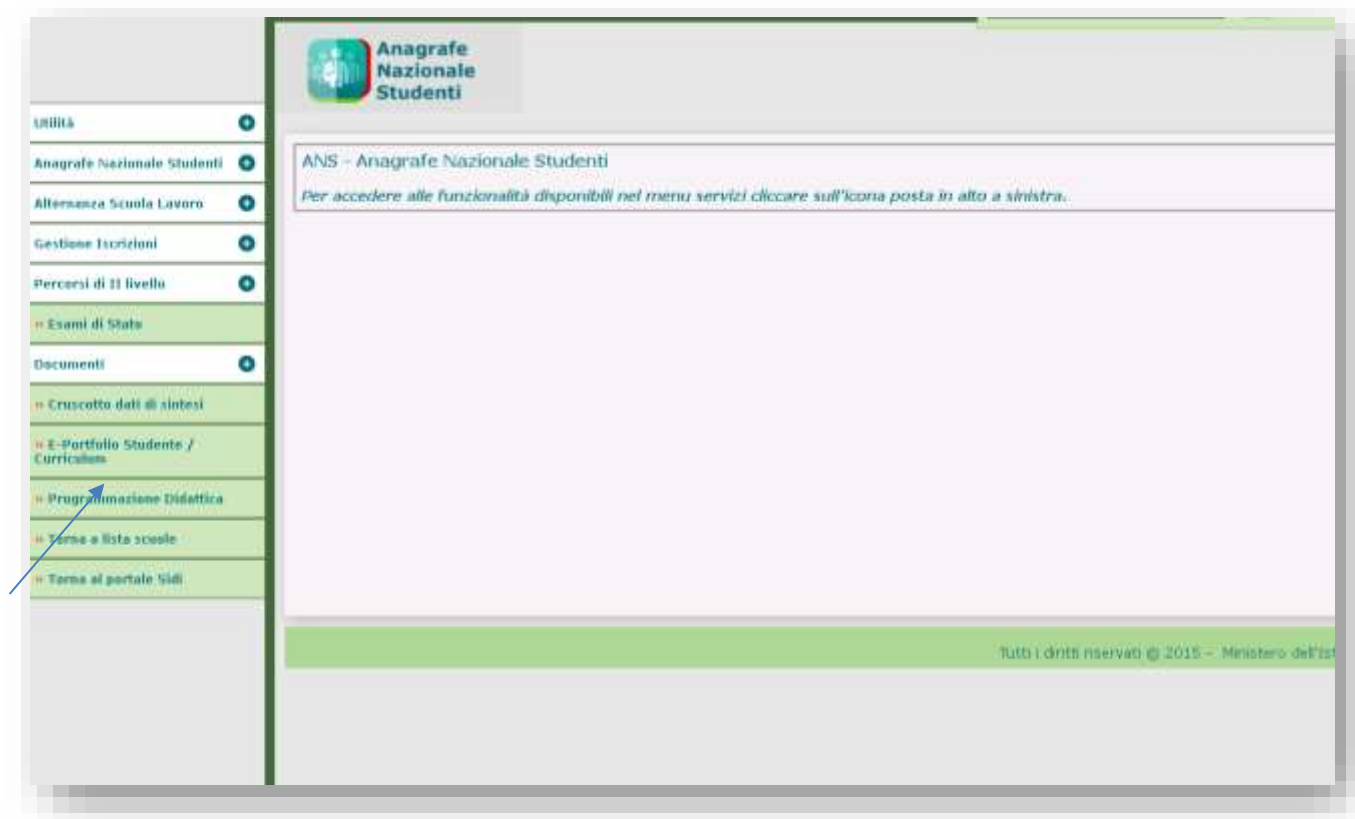 Anagrafe
Nazionale
Studenti
Utilità
Anagrafe Nazionale Studenti
Alternanza Scuola Lavoro
Gestione Iscrizioni
Percorsi di II livello
» Esami di Stato
Documenti
» Cruscotto dati di sintesi
» E-Portfolio Studente /
Curriculum
» Programmazione Didattica
» Torna a lista scuole
» Torna al portale Sidi
ANS - Anagrafe Nazionale Studenti
Per accedere alle funzionalità disponibili nel menu servizi cliccare sull'icona posta in alto a sinistra.
Tutti i diritti riservati @ 2015 - Ministero dell'Ist